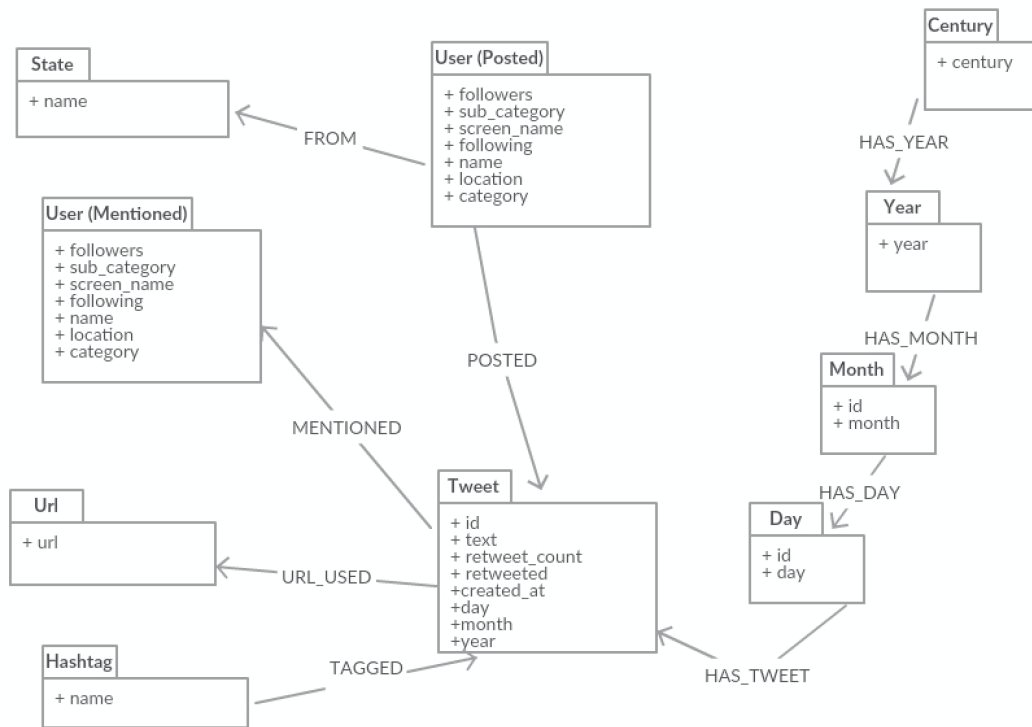 State
+ name
FROM
User (Posted)
+ followers
+ sub_category
+ screen_name
+ following
+ name
+ location
+ category
Century
+ century
HAS_YEAR
Year
+ year
HAS_MONTH
Month
+ id
+ month
HAS_DAY
Day
+ id
+ day
HAS_TWEET
User (Mentioned)
+ followers
+ sub_category
+ screen_name
+ following
+ name
+ location
+ category
MENTIONED
POSTED
Tweet
+ id
+ text
+ retweet_count
+ retweeted
+created_at
+day
+month
+year
Url
+ url
URL_USED
Hashtag
+ name
TAGGED